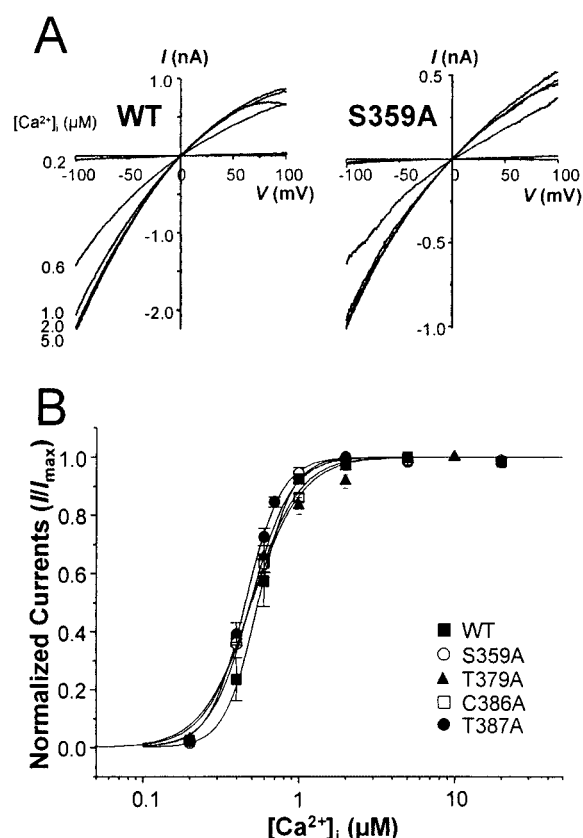 A
I (nA)
1.0
[Ca²⁺]ᵢ (µM)
WT
0.2
-100
-50
50
100
V (mV)
-1.0
0.6
1.0
2.0
5.0
-2.0
I (nA)
0.5
S359A
-100
-50
0
50
100
V (mV)
-0.5
-1.0
B
Normalized Currents (I/Imax)
1.0
0.8
0.6
0.4
0.2
0.0
WT
S359A
T379A
C386A
T387A
0.1
1
10
[Ca²⁺]ᵢ (µM)